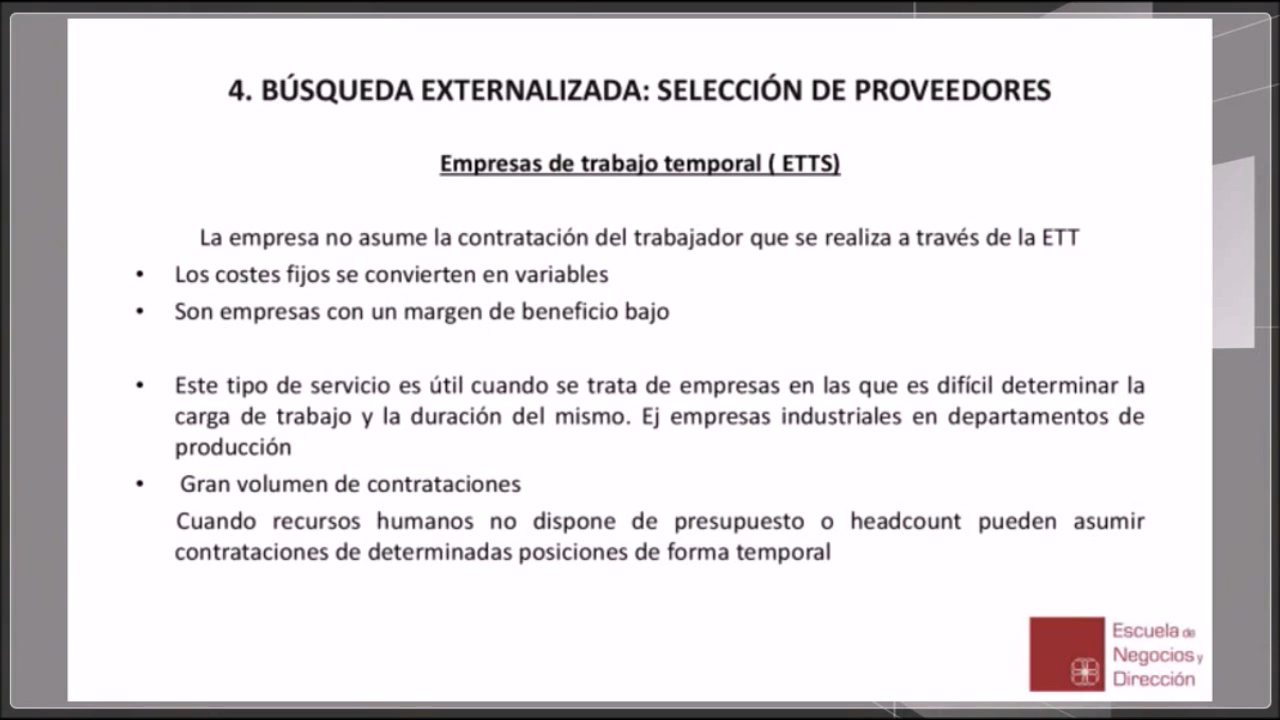 4. BÚSQUEDA EXTERNALIZADA: SELECCIÓN DE PROVEEDORES
Empresas de trabajo temporal ( ETTS)
La empresa no asume la contratación del trabajador que se realiza a través de la ETT
• Los costes fijos se convierten en variables
• Son empresas con un margen de beneficio bajo
• Este tipo de servicio es útil cuando se trata de empresas en las que es difícil determinar la
carga de trabajo y la duración del mismo. Ej empresas industriales en departamentos de
producción
• Gran volumen de contrataciones
Cuando recursos humanos no dispone de presupuesto o headcount pueden asumir
contrataciones de determinadas posiciones de forma temporal
Escuela de
Negocios y
Dirección